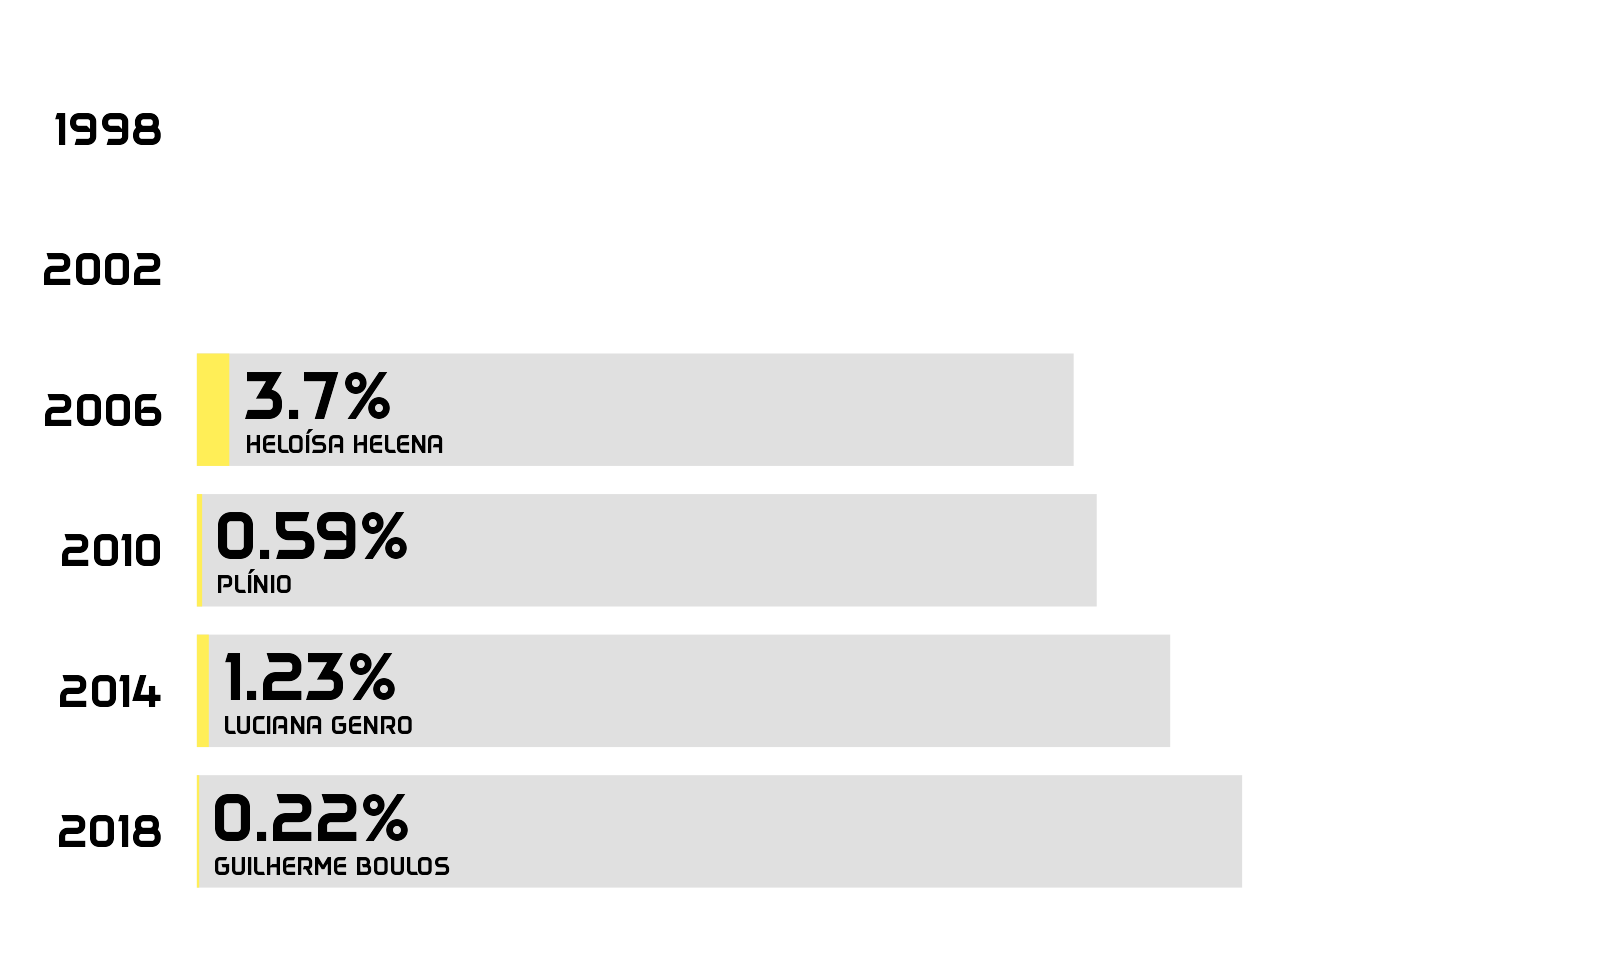 1998
2002
2006
3.7%
HELOÍSA HELENA
2010
0.59%
PLÍNIO
2014
1.23%
LUCIANA GENRO
2018
0.22%
GUILHERME BOULOS